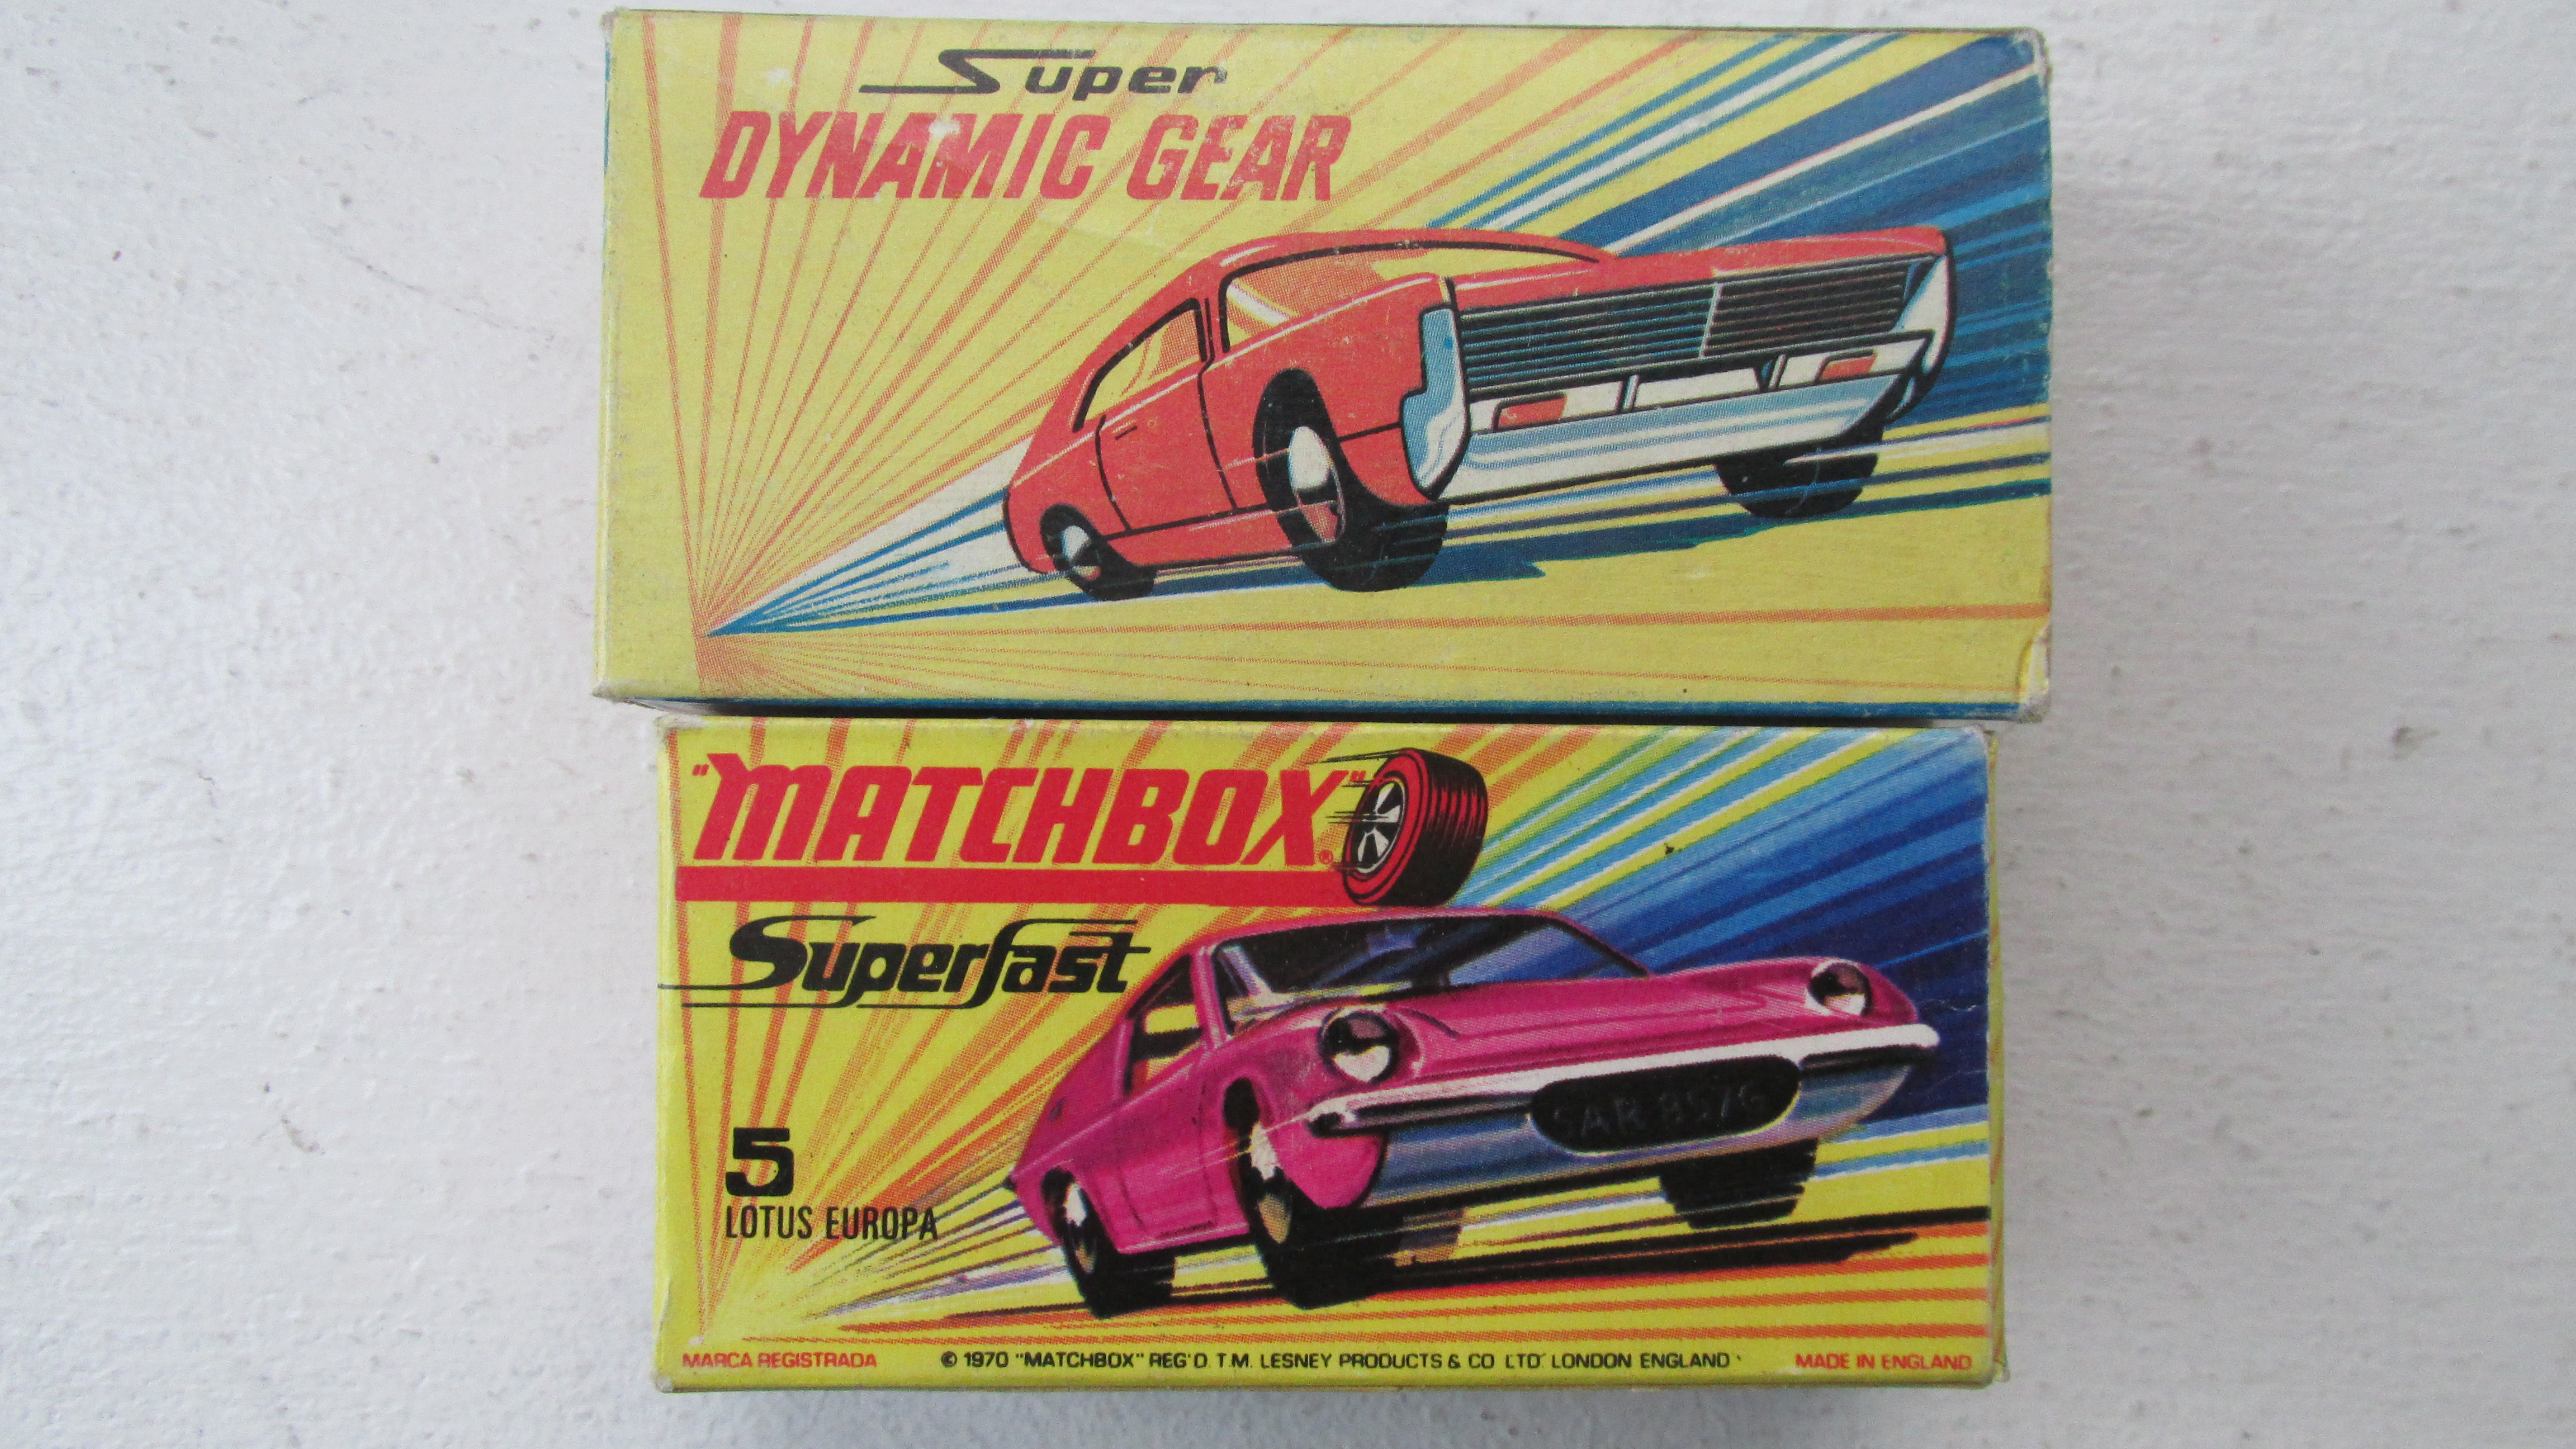 Super
DYNAMIC GEAR
"MATCHBOX"®
Superfast
5
LOTUS EUROPA
MARCA REGISTRADA © 1970 "MATCHBOX" REG'D T.M. LESNEY PRODUCTS & CO LTD LONDON ENGLAND MADE IN ENGLAND